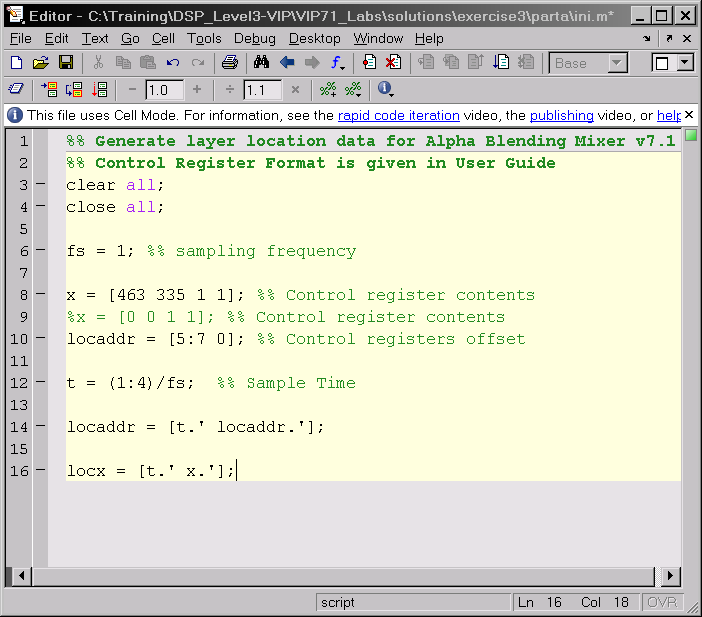 Editor - C:\Training\DSP_Level3-VIP\VIP71_Labs\solutions\exercise3\parta\ini.m*
File Edit Text Go Cell Tools Debug Desktop Window Help
Base
1.0 1.1
This file uses Cell Mode. For information, see the rapid code iteration video, the publishing video, or help
1 %% Generate layer location data for Alpha Blending Mixer v7.1
2 %% Control Register Format is given in User Guide
3 clear all;
4 close all;
5
6 fs = 1; %% sampling frequency
7
8 x = [463 335 1 1]; %% Control register contents
9 %x = [0 0 1 1]; %% Control register contents
10 locaddr = [5:7 0]; %% Control registers offset
11
12 t = (1:4)/fs;  %% Sample Time
13
14 locaddr = [t.' locaddr.'];
15
16 locx = [t.' x.'];
script Ln 16 Col 18 OVR